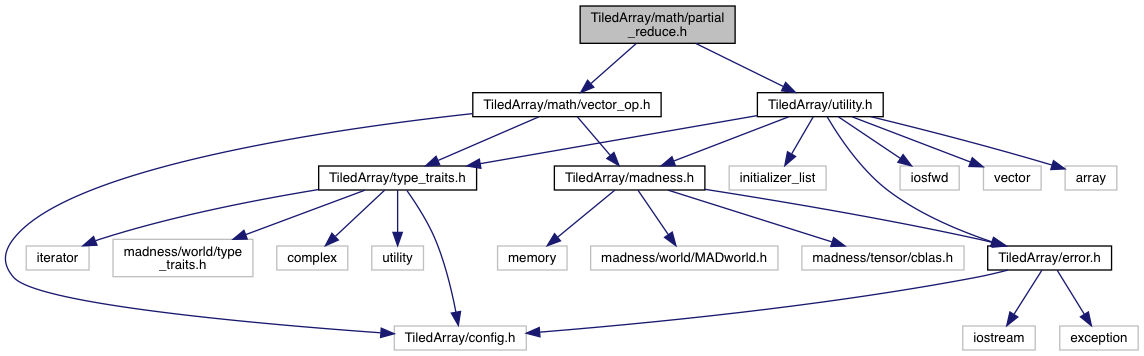 TiledArray/math/partial
_reduce.h
TiledArray/math/vector_op.h
TiledArray/utility.h
TiledArray/type_traits.h
TiledArray/madness.h
initializer_list
iosfwd
vector
array
iterator
madness/world/type
_traits.h
complex
utility
memory
madness/world/MADworld.h
madness/tensor/cblas.h
TiledArray/error.h
TiledArray/config.h
iostream
exception